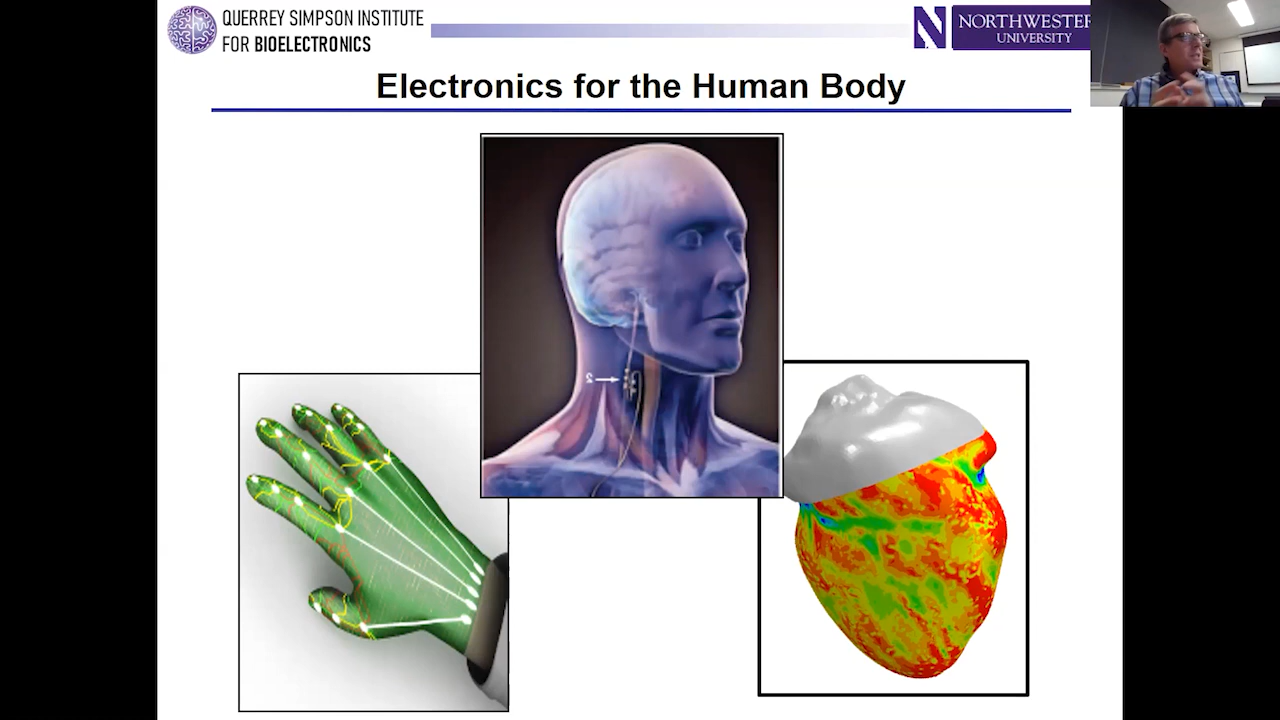 QUERREY SIMPSON INSTITUTE
FOR BIOELECTRONICS
N
NORTHWESTER
UNIVERSITY
Electronics for the Human Body